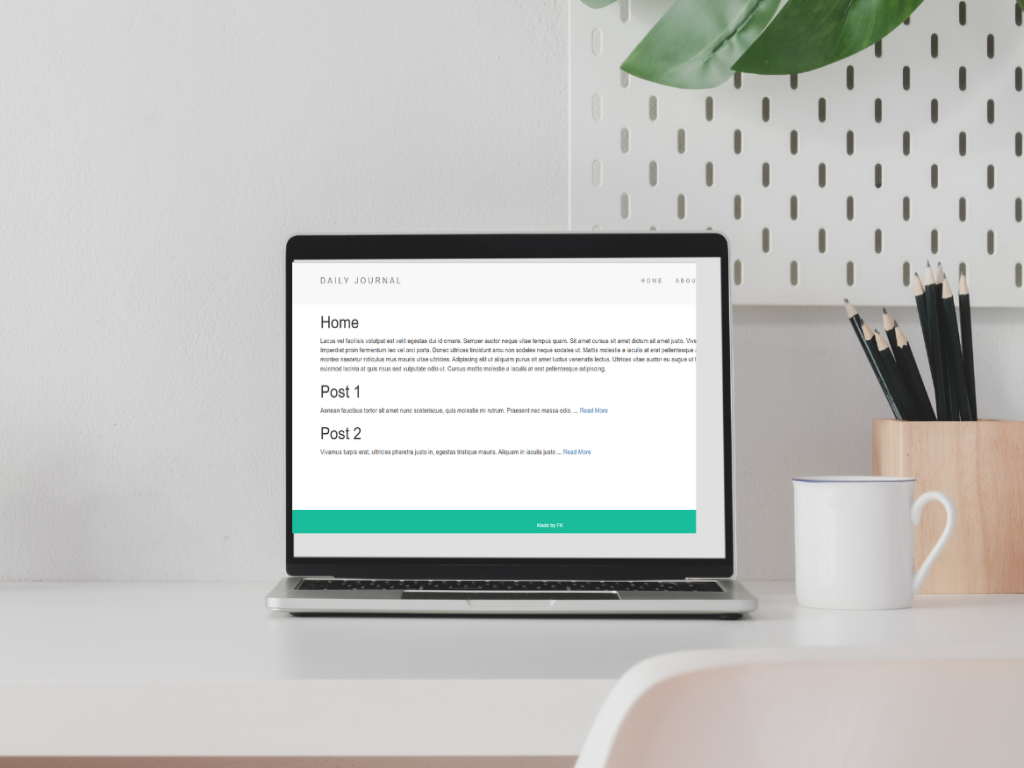 DAILY JOURNAL
HOME ABOU
Home
Lacus vel facilisis volutpat est velit egestas dui id ornare. Semper auctor neque vitae tempus quam. Sit amet cursus sit amet dictum sit amet justo. Vive
Imperdiet proin fermentum leo vel orci porta. Donec ultrices tincidunt arcu non sodales neque sodales ut. Mattis molestie a iaculis at erat pellentesque
montes nascetur ridiculus mus mauris vitae ultricies. Adipiscing elit ut aliquam purus sit amet luctus venenatis lectus. Ultrices vitae auctor eu augue ut
euismod lacinia at quis risus sed vulputate odio ut. Cursus mattis molestie a iaculis at erat pellentesque adipiscing.
Post 1
Aenean faucibus tortor sit amet nunc scelerisque, quis molestie mi rutrum. Praesent nec massa odio. ... Read More
Post 2
Vivamus turpis erat, ultricies pharetra justo in, egestas tristique mauris. Aliquam in iaculis justo ... Read More
Made by